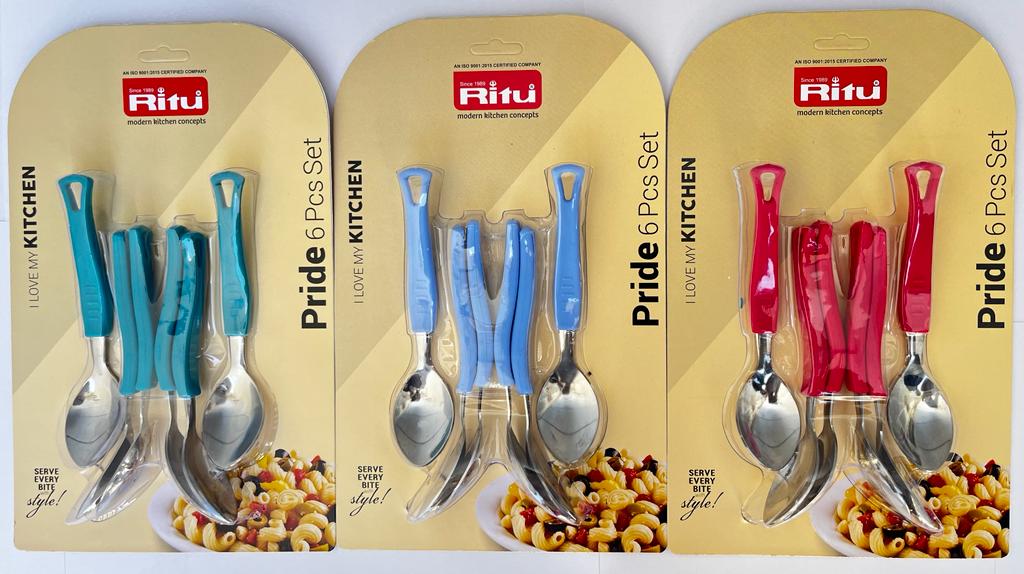 AN ISO 9001:2015 CERTIFIED COMPANY
Since 1989
Ritu
modern kitchen concepts
I LOVE MY KITCHEN
Pride 6 Pcs Set
SERVE
EVERY
BITE
style!
AN ISO 9001:2015 CERTIFIED COMPANY
Since 1989
Ritu
modern kitchen concepts
I LOVE MY KITCHEN
Pride 6 Pcs Set
SERVE
EVERY
BITE
style!
AN ISO 9001:2015 CERTIFIED COMPANY
Since 1989
Ritu
modern kitchen concepts
I LOVE MY KITCHEN
Pride 6 Pcs Set
SERVE
EVERY
BITE
style!